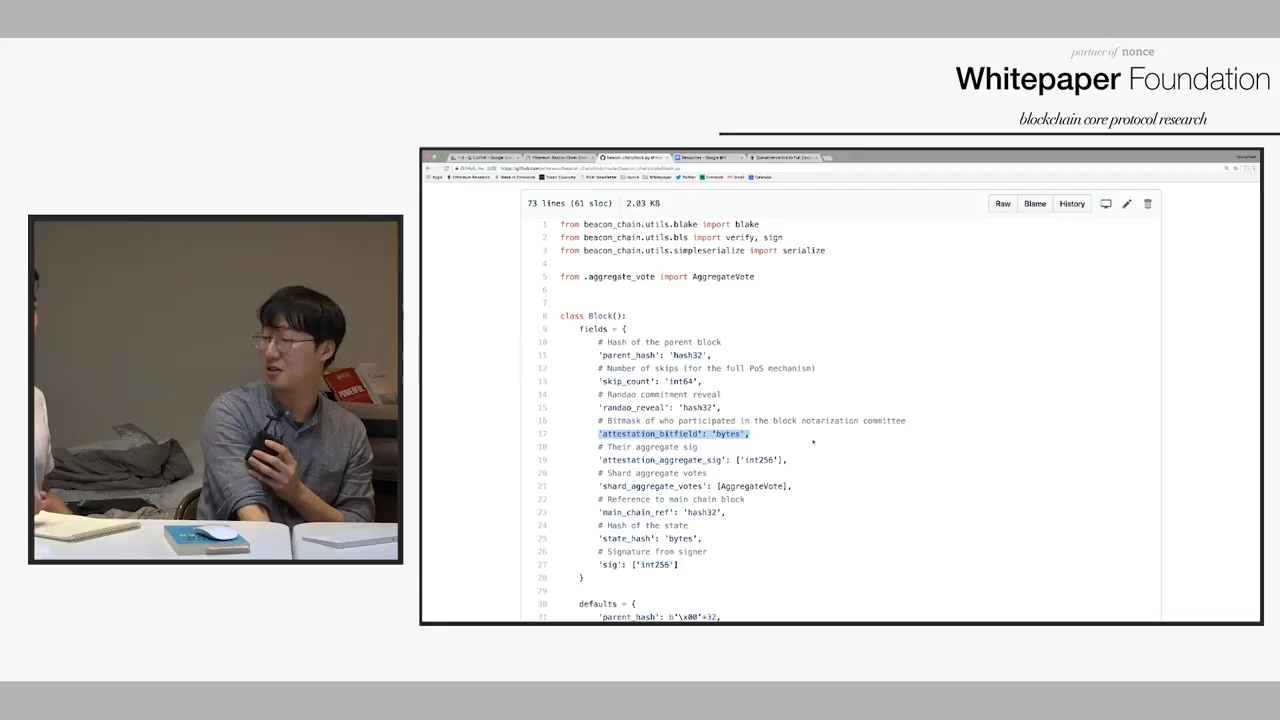 partner of nonce
Whitepaper Foundation
blockchain core protocol research
73 lines (61 sloc) 2.03 KB
Raw Blame History
1 from beacon_chain.utils.blake import blake
2 from beacon_chain.utils.bls import verify, sign
3 from beacon_chain.utils.simpleserialize import serialize
4
5 from .aggregate_vote import AggregateVote
6
7
8 class Block():
9 fields = {
10 # Hash of the parent block
11 'parent_hash': 'hash32',
12 # Number of skips (for the full PoS mechanism)
13 'skip_count': 'int64',
14 # Randao commitment reveal
15 'randao_reveal': 'hash32',
16 # Bitmask of who participated in the block notarization committee
17 'attestation_bitfield': 'bytes',
18 # Their aggregate sig
19 'attestation_aggregate_sig': ['int256'],
20 # Shard aggregate votes
21 'shard_aggregate_votes': [AggregateVote],
22 # Reference to main chain block
23 'main_chain_ref': 'hash32',
24 # Hash of the state
25 'state_hash': 'bytes',
26 # Signature from signer
27 'sig': ['int256']
28 }
29
30 defaults = {
31 'parent_hash': b'\x00'*32,
POWERFUL